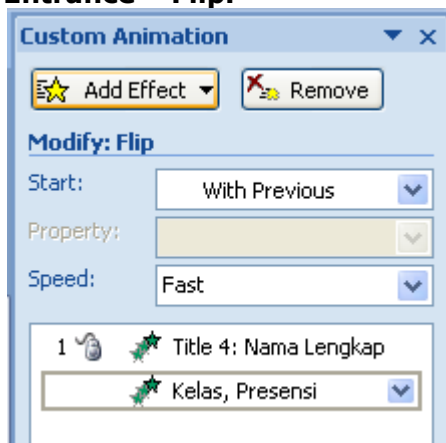 Entrance – Flip.
Custom Animation
Add Effect Remove
Modify: Flip
Start: With Previous
Property:
Speed: Fast
1 Title 4: Nama Lengkap
Kelas, Presensi